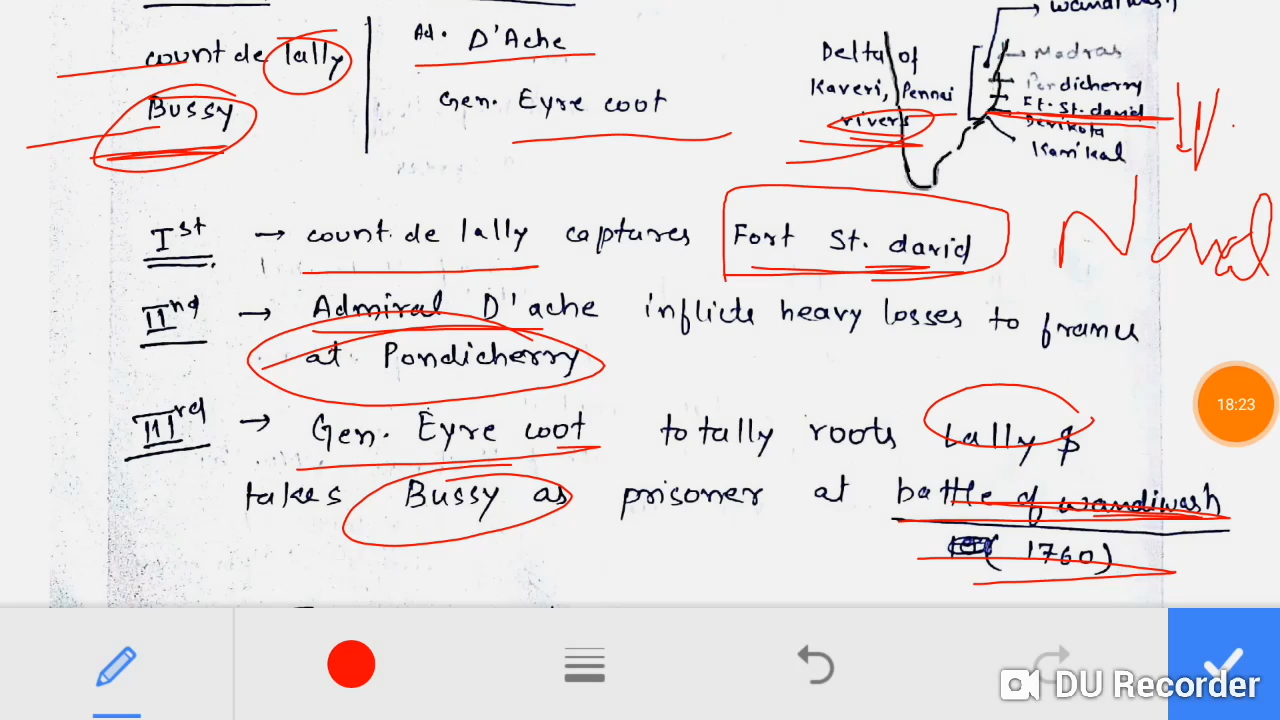 count de lally
Bussy
Ad. D'Ache
Gen. Eyre coot
Delta of
Kaveri, Pennai
rivers
wandiwash
Madras
Pondicherry
Ft. St. david
Devikota
Karikal
Ist → count de lally captures Fort St. david
Naval
IInd → Admiral D'ache inflicts heavy losses to france
at Pondicherry
IIIrd → Gen. Eyre coot totally roots Lally &
takes Bussy as prisoner at battle of wandiwash
(1760)
18:23
DU Recorder